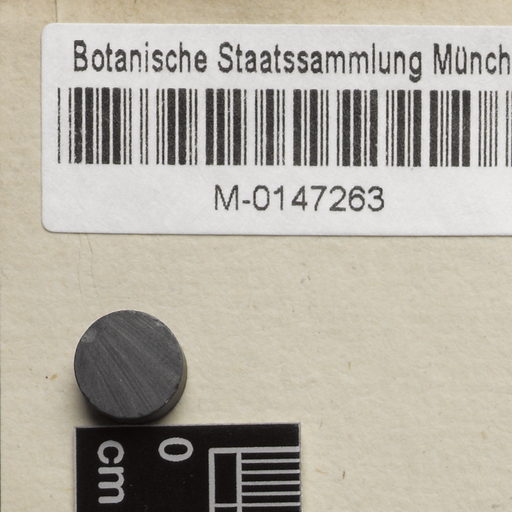 Botanische Staatssammlung Münch
M-0147263
0
cm